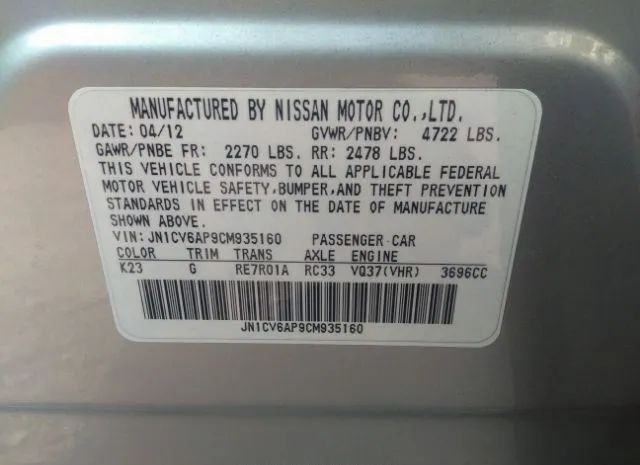 MANUFACTURED BY NISSAN MOTOR CO.,LTD.
DATE: 04/12 GVWR/PNBV: 4722 LBS.
GAWR/PNBE FR: 2270 LBS. RR: 2478 LBS.
THIS VEHICLE CONFORMS TO ALL APPLICABLE FEDERAL
MOTOR VEHICLE SAFETY,BUMPER,AND THEFT PREVENTION
STANDARDS IN EFFECT ON THE DATE OF MANUFACTURE
SHOWN ABOVE.
VIN: JN1CV6AP9CM935160 PASSENGER CAR
COLOR TRIM TRANS AXLE ENGINE
K23 G RE7R01A RC33 VQ37(VHR) 3696CC
JN1CV6AP9CM935160